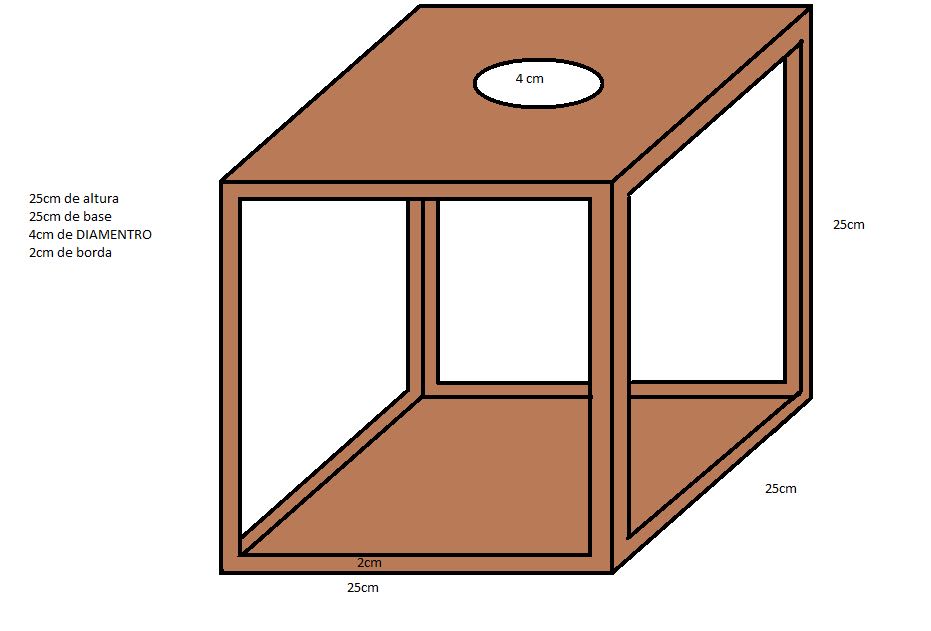 4 cm
25cm de altura
25cm de base
4cm de DIAMENTRO
2cm de borda
25cm
25cm
2cm
25cm